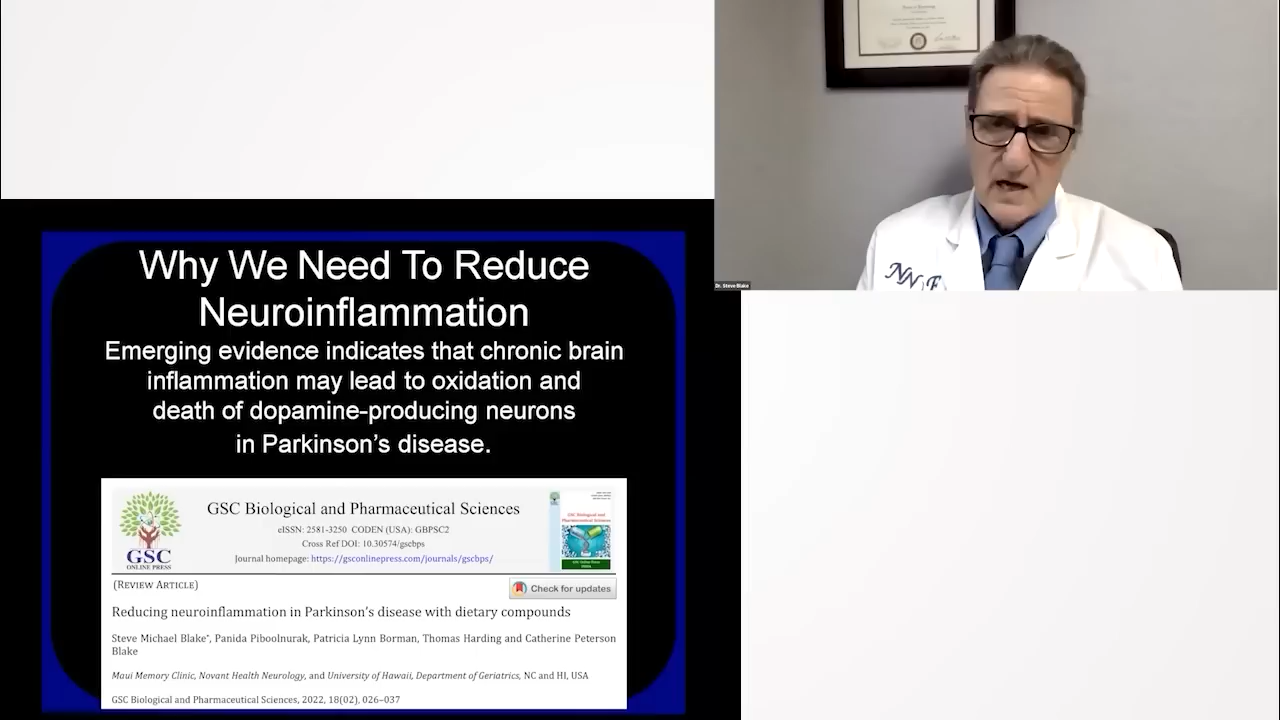 Why We Need To Reduce
Neuroinflammation
Emerging evidence indicates that chronic brain
inflammation may lead to oxidation and
death of dopamine-producing neurons
in Parkinson's disease.
GSC
ONLINE PRESS
GSC Biological and Pharmaceutical Sciences
eISSN: 2581-3250 CODEN (USA): GBPSC2
Cross Ref DOI: 10.30574/gscbps
Journal homepage: https://gsconlinepress.com/journals/gscbps/
GSC Biological and
Pharmaceutical Sciences
(REVIEW ARTICLE)
Check for updates
Reducing neuroinflammation in Parkinson's disease with dietary compounds
Steve Michael Blake*, Panida Piboolnurak, Patricia Lynn Borman, Thomas Harding and Catherine Peterson
Blake
Maui Memory Clinic, Novant Health Neurology, and University of Hawaii, Department of Geriatrics, NC and HI, USA
GSC Biological and Pharmaceutical Sciences, 2022, 18(02), 026–037
Dr. Steve Blake